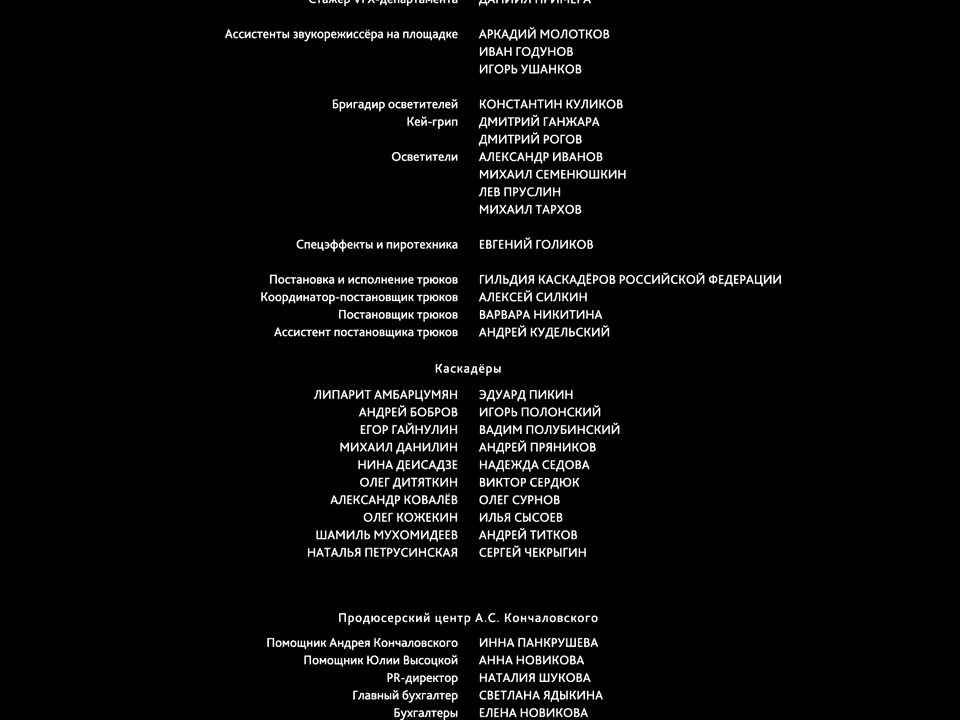 Стажёр VFX-департамента ДАНИИЛ ПРИМЕРА
Ассистенты звукорежиссёра на площадке АРКАДИЙ МОЛОТКОВ
ИВАН ГОДУНОВ
ИГОРЬ УШАНКОВ
Бригадир осветителей КОНСТАНТИН КУЛИКОВ
Кей-грип ДМИТРИЙ ГАНЖАРА
ДМИТРИЙ РОГОВ
Осветители АЛЕКСАНДР ИВАНОВ
МИХАИЛ СЕМЕНЮШКИН
ЛЕВ ПРУСЛИН
МИХАИЛ ТАРХОВ
Спецэффекты и пиротехника ЕВГЕНИЙ ГОЛИКОВ
Постановка и исполнение трюков ГИЛЬДИЯ КАСКАДЁРОВ РОССИЙСКОЙ ФЕДЕРАЦИИ
Координатор-постановщик трюков АЛЕКСЕЙ СИЛКИН
Постановщик трюков ВАРВАРА НИКИТИНА
Ассистент постановщика трюков АНДРЕЙ КУДЕЛЬСКИЙ
Каскадёры
ЛИПАРИТ АМБАРЦУМЯН ЭДУАРД ПИКИН
АНДРЕЙ БОБРОВ ИГОРЬ ПОЛОНСКИЙ
ЕГОР ГАЙНУЛИН ВАДИМ ПОЛУБИНСКИЙ
МИХАИЛ ДАНИЛИН АНДРЕЙ ПРЯНИКОВ
НИНА ДЕИСАДЗЕ НАДЕЖДА СЕДОВА
ОЛЕГ ДИТЯТКИН ВИКТОР СЕРДЮК
АЛЕКСАНДР КОВАЛЁВ ОЛЕГ СУРНОВ
ОЛЕГ КОЖЕКИН ИЛЬЯ СЫСОЕВ
ШАМИЛЬ МУХОМИДЕЕВ АНДРЕЙ ТИТКОВ
НАТАЛЬЯ ПЕТРУСИНСКАЯ СЕРГЕЙ ЧЕКРЫГИН
Продюсерский центр А.С. Кончаловского
Помощник Андрея Кончаловского ИННА ПАНКРУШЕВА
Помощник Юлии Высоцкой АННА НОВИКОВА
PR-директор НАТАЛИЯ ШУКОВА
Главный бухгалтер СВЕТЛАНА ЯДЫКИНА
Бухгалтеры ЕЛЕНА НОВИКОВА